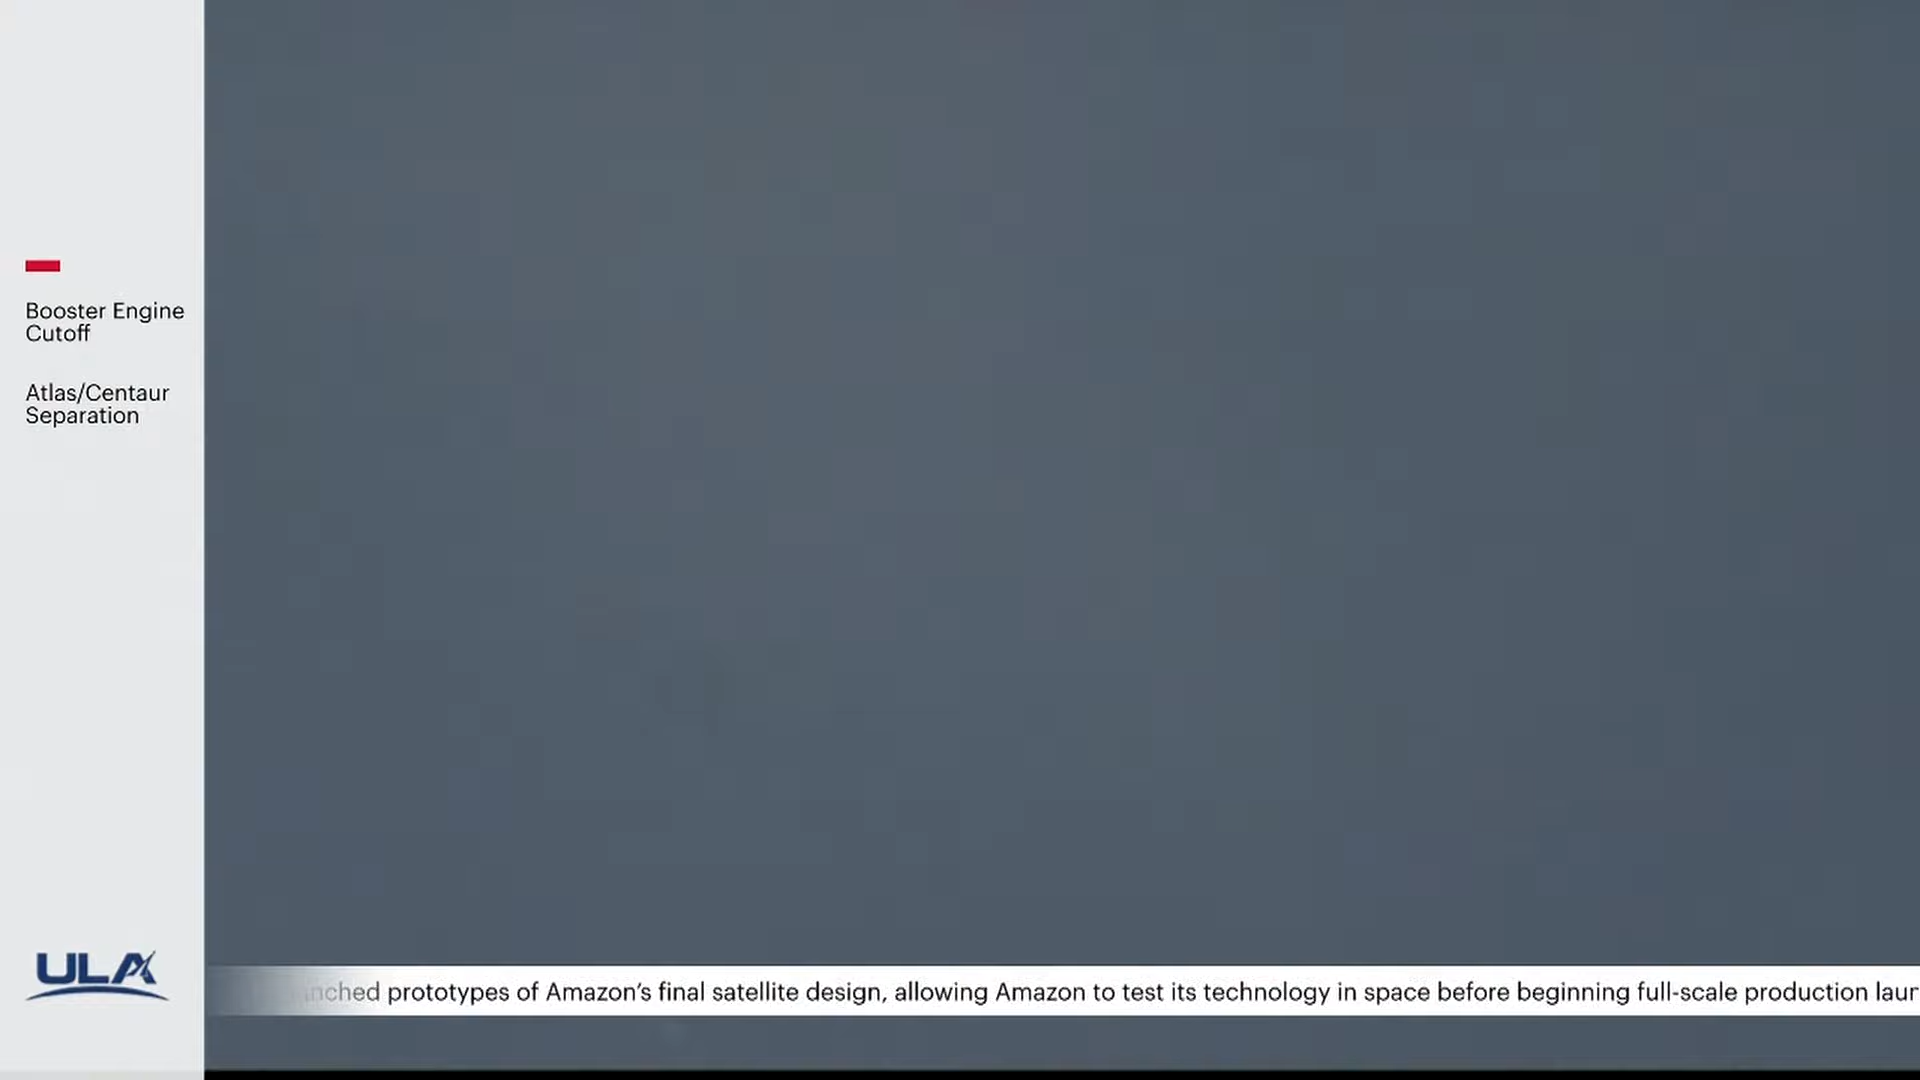 Booster Engine
Cutoff
Atlas/Centaur
Separation
ULA
prototypes of Amazon’s final satellite design, allowing Amazon to test its technology in space before beginning full-scale production